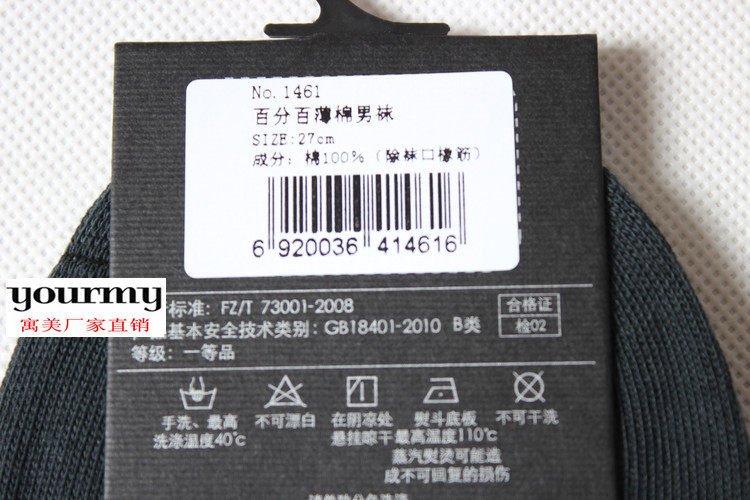 No.1461
百分百薄棉男袜
SIZE:27cm
成分: 棉100% (除袜口橡筋)
6 920036 414616
yourmy
寓美厂家直销
标准: FZ/T 73001-2008
基本安全技术类别: GB18401-2010 B类
等级: 一等品
合格证
检02
手洗、最高
洗涤温度40℃
不可漂白
在阴凉处
悬挂晾干
熨斗底板
最高温度110℃
蒸汽熨烫可能造
成不可回复的损伤
不可干洗